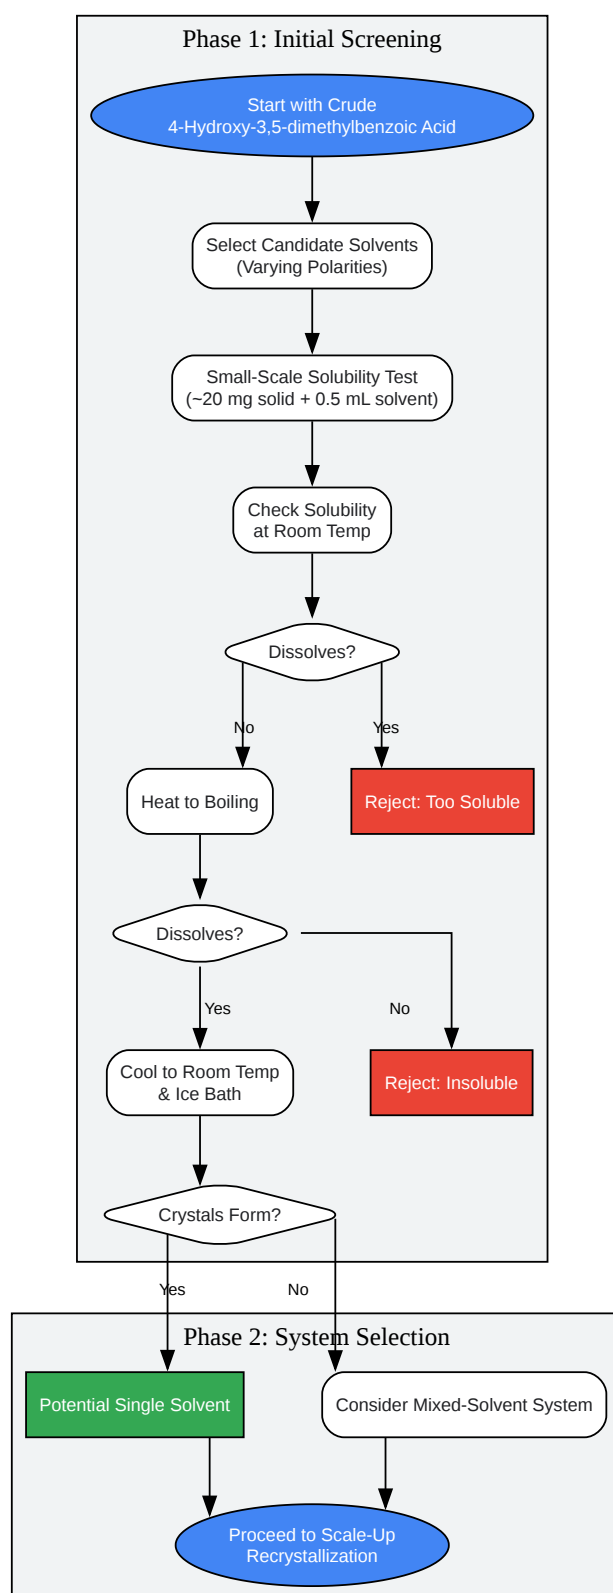 Phase 1: Initial Screening
Start with Crude
4-Hydroxy-3,5-dimethylbenzoic Acid
Select Candidate Solvents
(Varying Polarities)
Small-Scale Solubility Test
(~20 mg solid + 0.5 mL solvent)
Check Solubility
at Room Temp
Dissolves?
No
Yes
Heat to Boiling
Reject: Too Soluble
Dissolves?
Yes
No
Cool to Room Temp
& Ice Bath
Reject: Insoluble
Crystals Form?
Yes
No
Phase 2: System Selection
Potential Single Solvent
Consider Mixed-Solvent System
Proceed to Scale-Up
Recrystallization